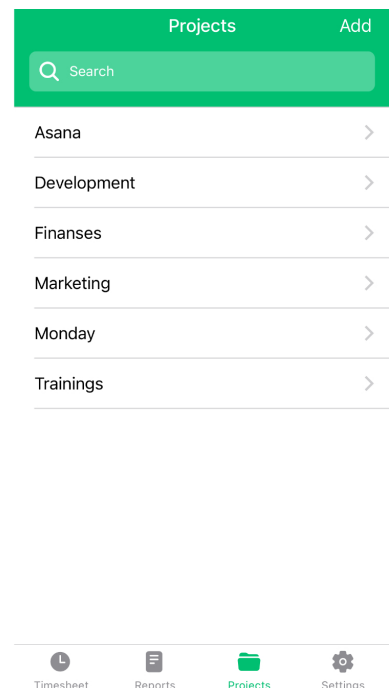 Projects Add
Search
Asana
Development
Finanses
Marketing
Monday
Trainings
Timesheet Reports Projects Settings